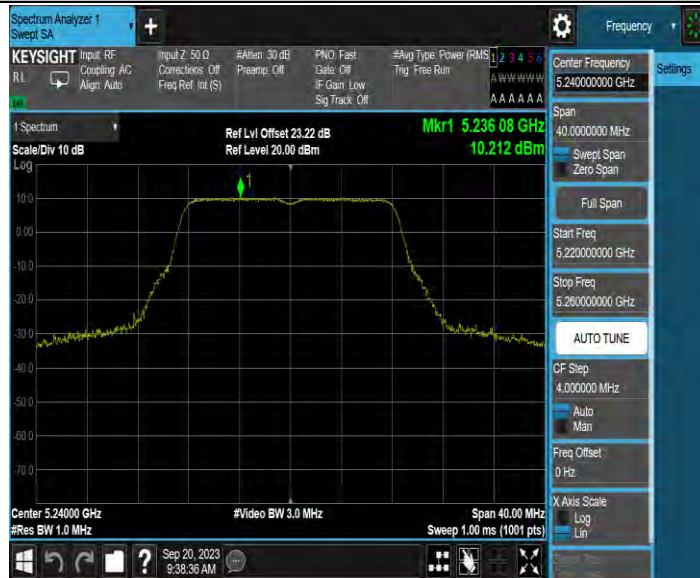 Spectrum Analyzer 1
Swept SA
Frequency
KEYSIGHT
RL
Input: RF
Coupling: AC
Align: Auto
Input Z: 50 Ω
Corrections: Off
Freq Ref: Int (S)
#Atten: 30 dB
Preamp: Off
PNO: Fast
Gate: Off
IF Gain: Low
Sig Track: Off
#Avg Type: Power (RMS
Trig: Free Run
1 2 3 4 5 6
A W W W W W
A A A A A A
Center Frequency
5.240000000 GHz
Settings
Span
40.0000000 MHz
Swept Span
Zero Span
Full Span
Start Freq
5.220000000 GHz
Stop Freq
5.260000000 GHz
AUTO TUNE
CF Step
4.000000 MHz
Auto
Man
Freq Offset
0 Hz
X Axis Scale
Log
Lin
1 Spectrum
Scale/Div 10 dB
Log
Ref Lvl Offset 23.22 dB
Ref Level 20.00 dBm
Mkr1 5.236 08 GHz
10.212 dBm
1
10.0
0.00
-10.0
-20.0
-30.0
-40.0
-50.0
-60.0
-70.0
Center 5.24000 GHz
#Video BW 3.0 MHz
Span 40.00 MHz
#Res BW 1.0 MHz
Sweep 1.00 ms (1001 pts)
?
Sep 20, 2023
9:38:36 AM